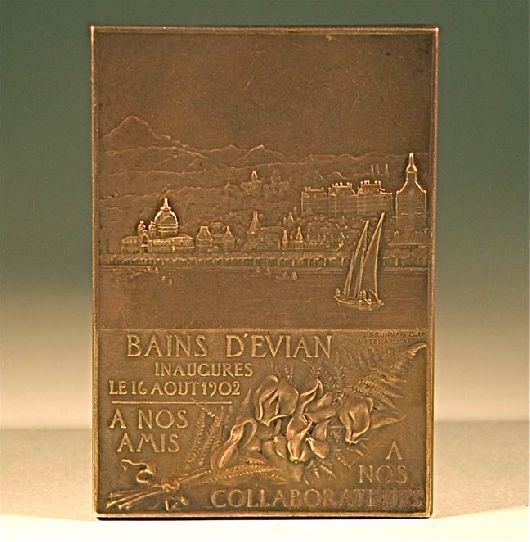 BAINS D'EVIAN
INAUGURES
LE 16 AOUT 1902
A NOS
AMIS
A
NOS
COLLABORATEURS